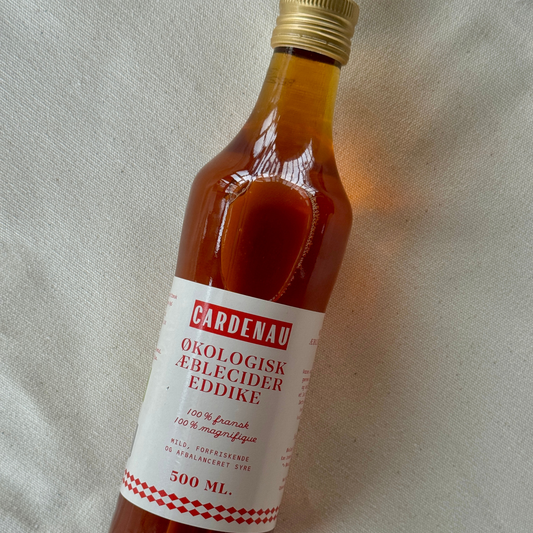 CARDENAU
ØKOLOGISK
ÆBLECIDER
EDDIKE
100% fransk
100% magnifique
MILD, FORFRISKENDE
OG AFBALANCERET SYRE
500 ML.